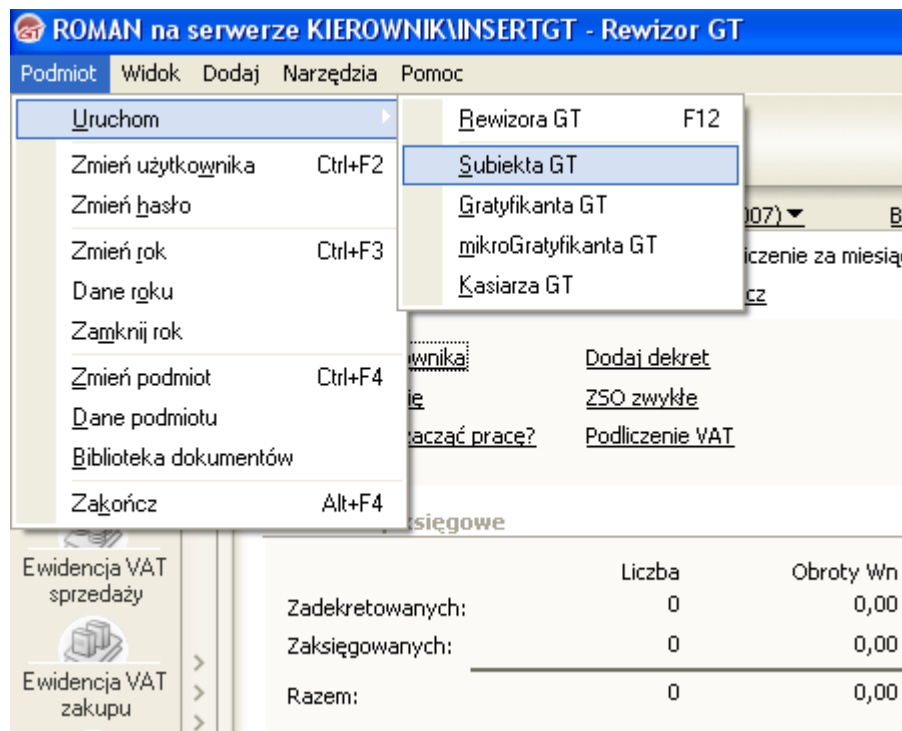 ROMAN na serwerze KIEROWNIK\INSERTGT - Rewizor GT
Podmiot Widok Dodaj Narzędzia Pomoc
Uruchom
Zmień użytkownika Ctrl+F2
Zmień hasło
Zmień rok Ctrl+F3
Dane roku
Zamknij rok
Zmień podmiot Ctrl+F4
Dane podmiotu
Biblioteka dokumentów
Zakończ Alt+F4
Rewizora GT F12
Subiekta GT
Gratyfikanta GT
mikroGratyfikanta GT
Kasiarza GT
007) B
iczenie za miesią
cz
ownika Dodaj dekret
ię ZSO zwykłe
zacząć pracę? Podliczenie VAT
sięgowe
Ewidencja VAT
sprzedaży
Ewidencja VAT
zakupu
Liczba Obroty Wn
Zadekretowanych: 0 0,00
Zaksięgowanych: 0 0,00
Razem: 0 0,00